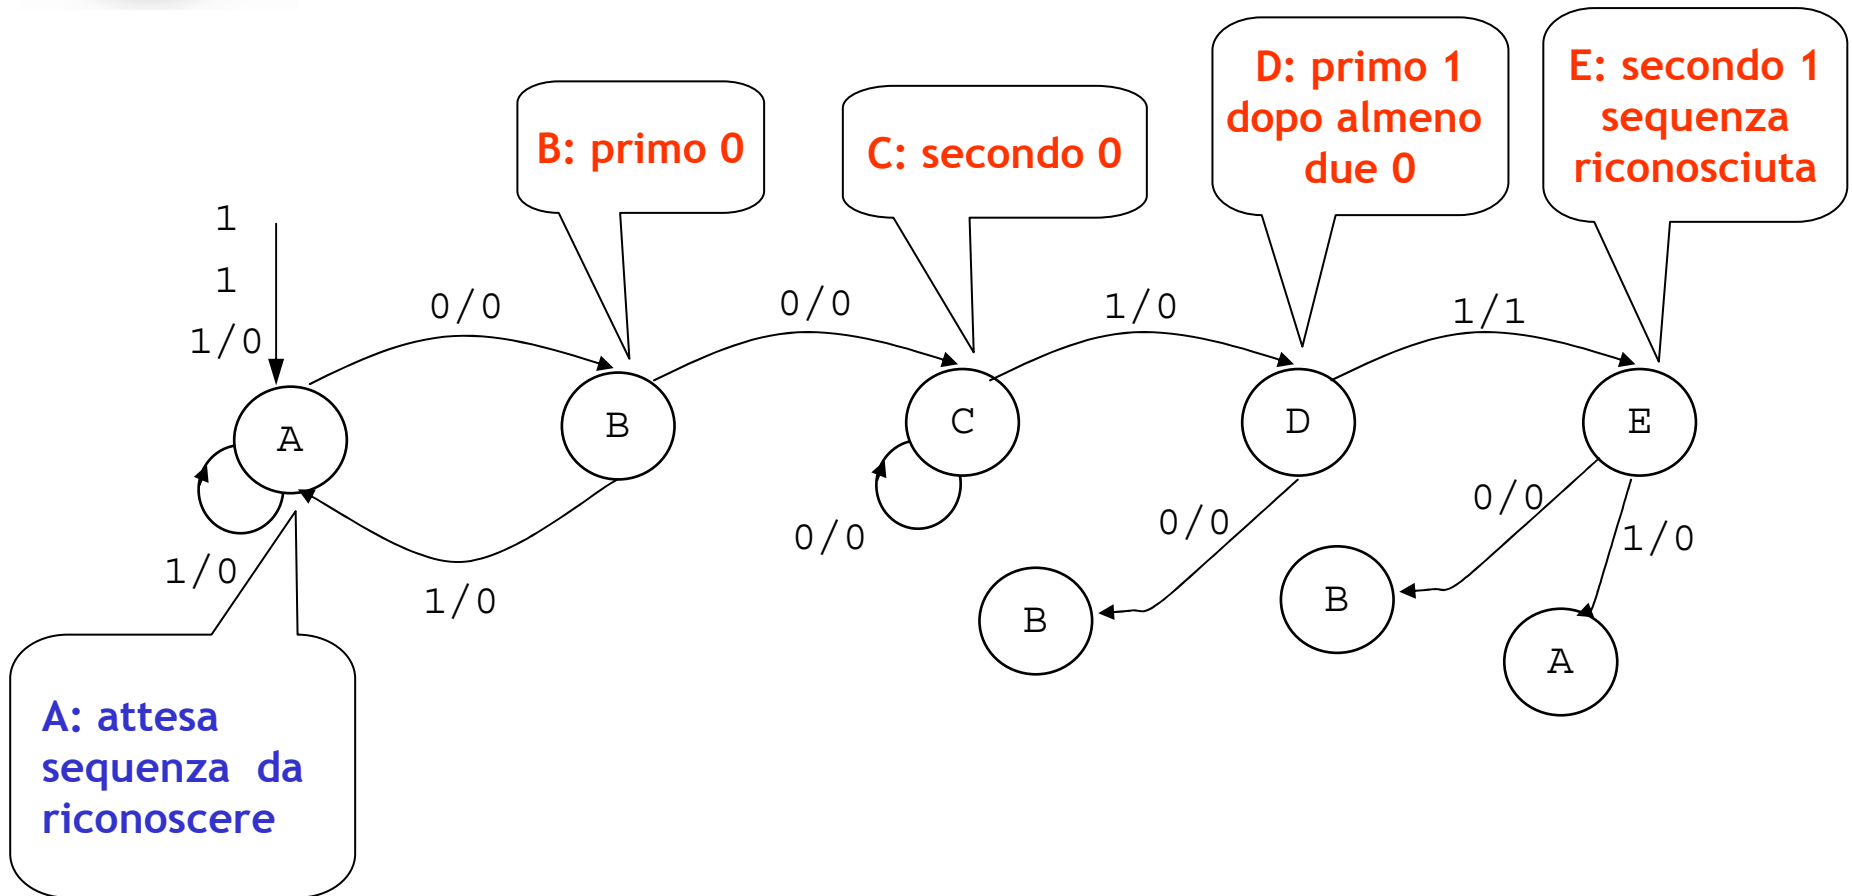 D: primo 1
dopo almeno
due 0
E: secondo 1
sequenza
riconosciuta
B: primo 0
C: secondo 0
1
1
1/0
0/0
0/0
1/0
1/1
A
B
C
D
E
1/0
1/0
0/0
0/0
0/0
1/0
B
B
A
A: attesa
sequenza da
riconoscere